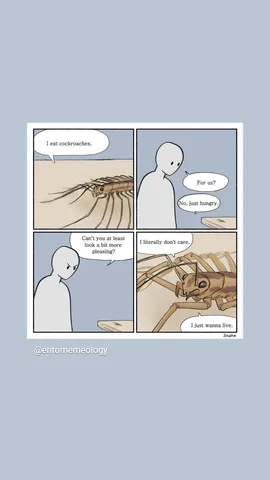 I eat cockroaches.
For us?
No, just hungry.
Can't you at least
look a bit more
pleasing?
I literally don't care.
I just wanna live.
@entomemeology